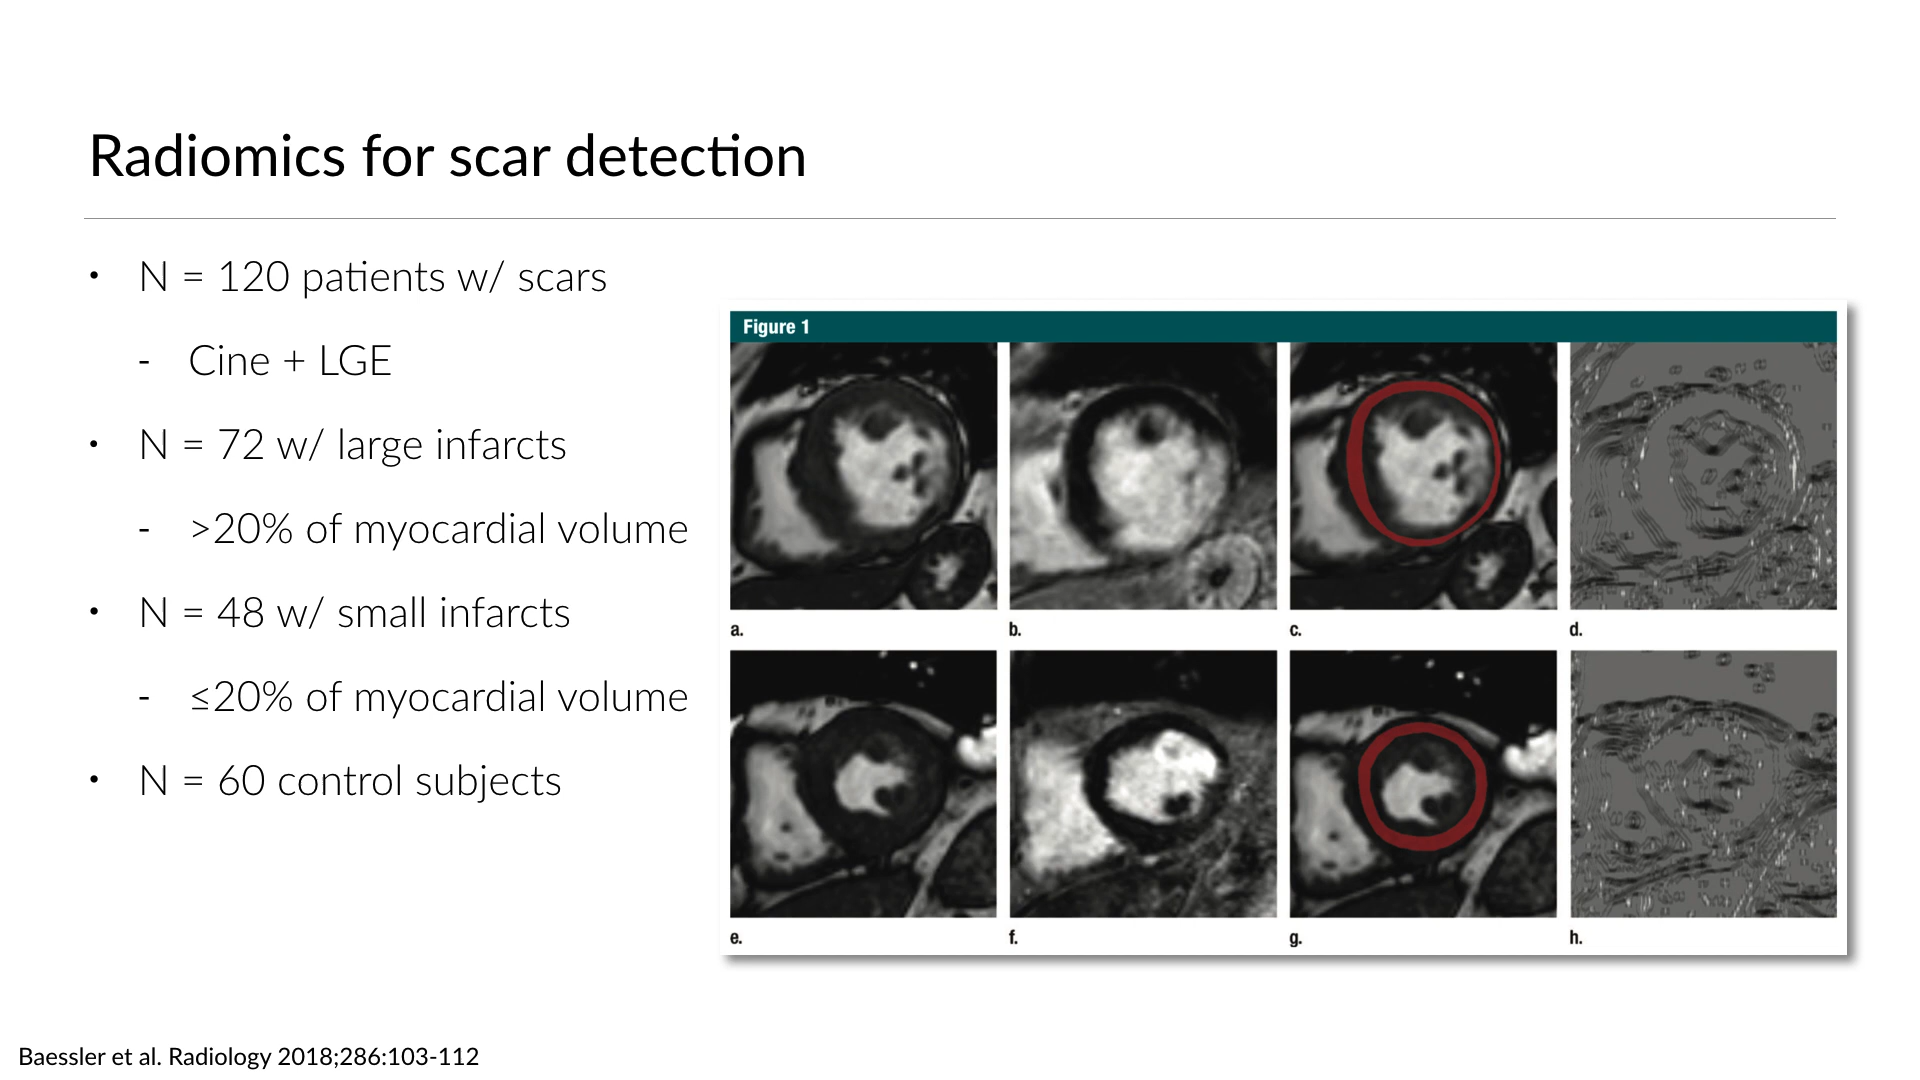 Radiomics for scar detection
• N = 120 patients w/ scars
- Cine + LGE
• N = 72 w/ large infarcts
- >20% of myocardial volume
• N = 48 w/ small infarcts
- ≤20% of myocardial volume
• N = 60 control subjects
Figure 1
a. b. c. d.
e. f. g. h.
Baessler et al. Radiology 2018;286:103-112